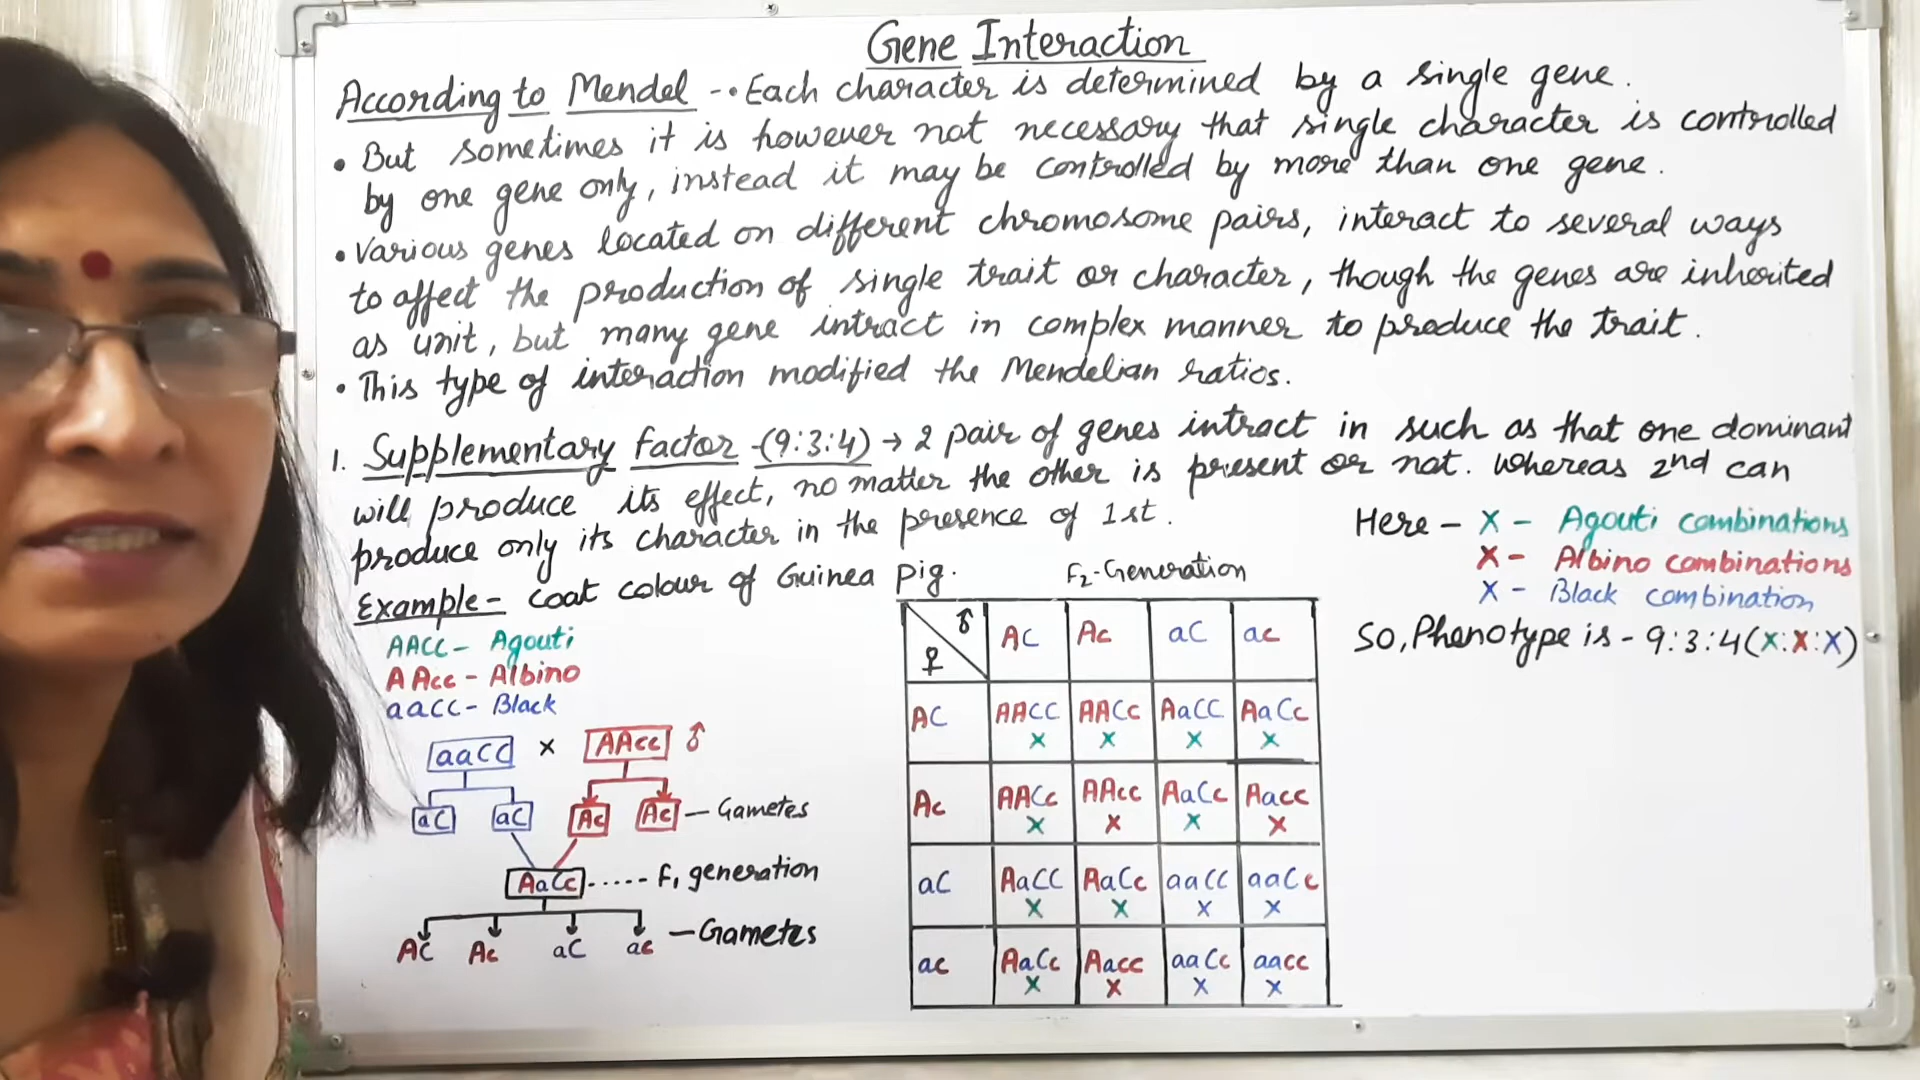 Gene Interaction
According to Mendel -• Each character is determined by a single gene.
• But sometimes it is however not necessary that single character is controlled
by one gene only, instead it may be controlled by more than one gene.
• Various genes located on different chromosome pairs, interact to several ways
to affect the production of single trait or character, though the genes are inherited
as unit, but many gene intract in complex manner to produce the trait.
• This type of interaction modified the Mendelian ratios.
1. Supplementary factor -(9:3:4) → 2 pair of genes intract in such as that one dominant
will produce its effect, no matter the other is present or not. whereas 2nd can
produce only its character in the presence of 1st.
Example- Coat colour of Guinea pig.
AACC- Agouti
AAcc - Albino
aaCC- Black
aaCC x AAcc ♂
aC aC Ac Ac - Gametes
AaCc ..... F1 generation
AC Ac aC ac - Gametes
F2-Generation
♂ AC Ac aC ac
♀
AC AACC AACc AaCC AaCc
x x x x
Ac AACc AAcc AaCc Aacc
x x x x
aC AaCC AaCc aaCC aaCc
x x x x
ac AaCc Aacc aaCc aacc
x x x x
Here - X - Agouti combinations
X - Albino combinations
X - Black combination
So, Phenotype is - 9:3:4 (x:x:x)